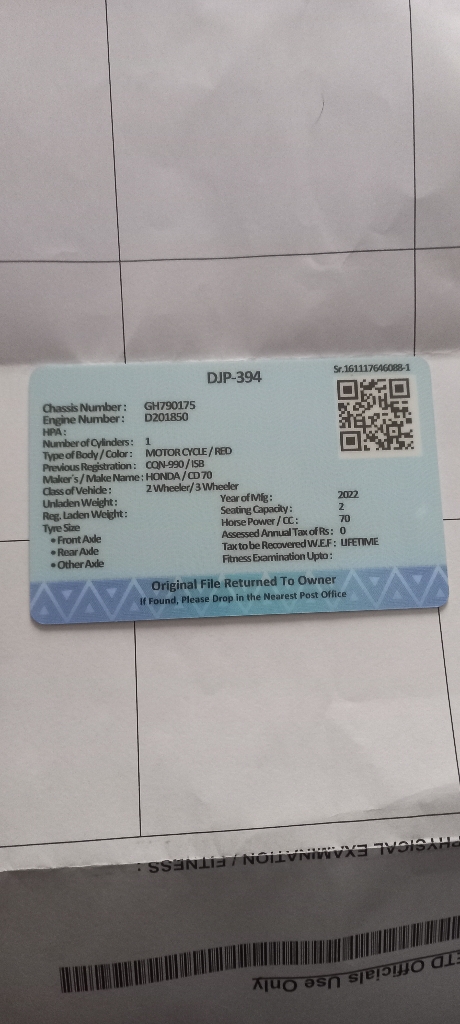 DJP-394
Sr.161117646088-1
Chassis Number : GH790175
Engine Number : D201850
HPA :
Number of Cylinders : 1
Type of Body / Color : MOTOR CYCLE / RED
Previous Registration : CQN-990 / ISB
Maker's / Make Name : HONDA / CD 70
Class of Vehicle : 2 Wheeler/3 Wheeler
Unladen Weight :
Reg. Laden Weight :
Tyre Size
• Front Axle
• Rear Axle
• Other Axle
Year of Mfg : 2022
Seating Capacity : 2
Horse Power / CC : 70
Assessed Annual Tax of Rs : 0
Tax to be Recovered W.E.F : LIFETIME
Fitness Examination Upto :
Original File Returned To Owner
If Found, Please Drop in the Nearest Post Office
PHYSICAL EXAMINATION / FITNESS :
ETD Officials Use Only